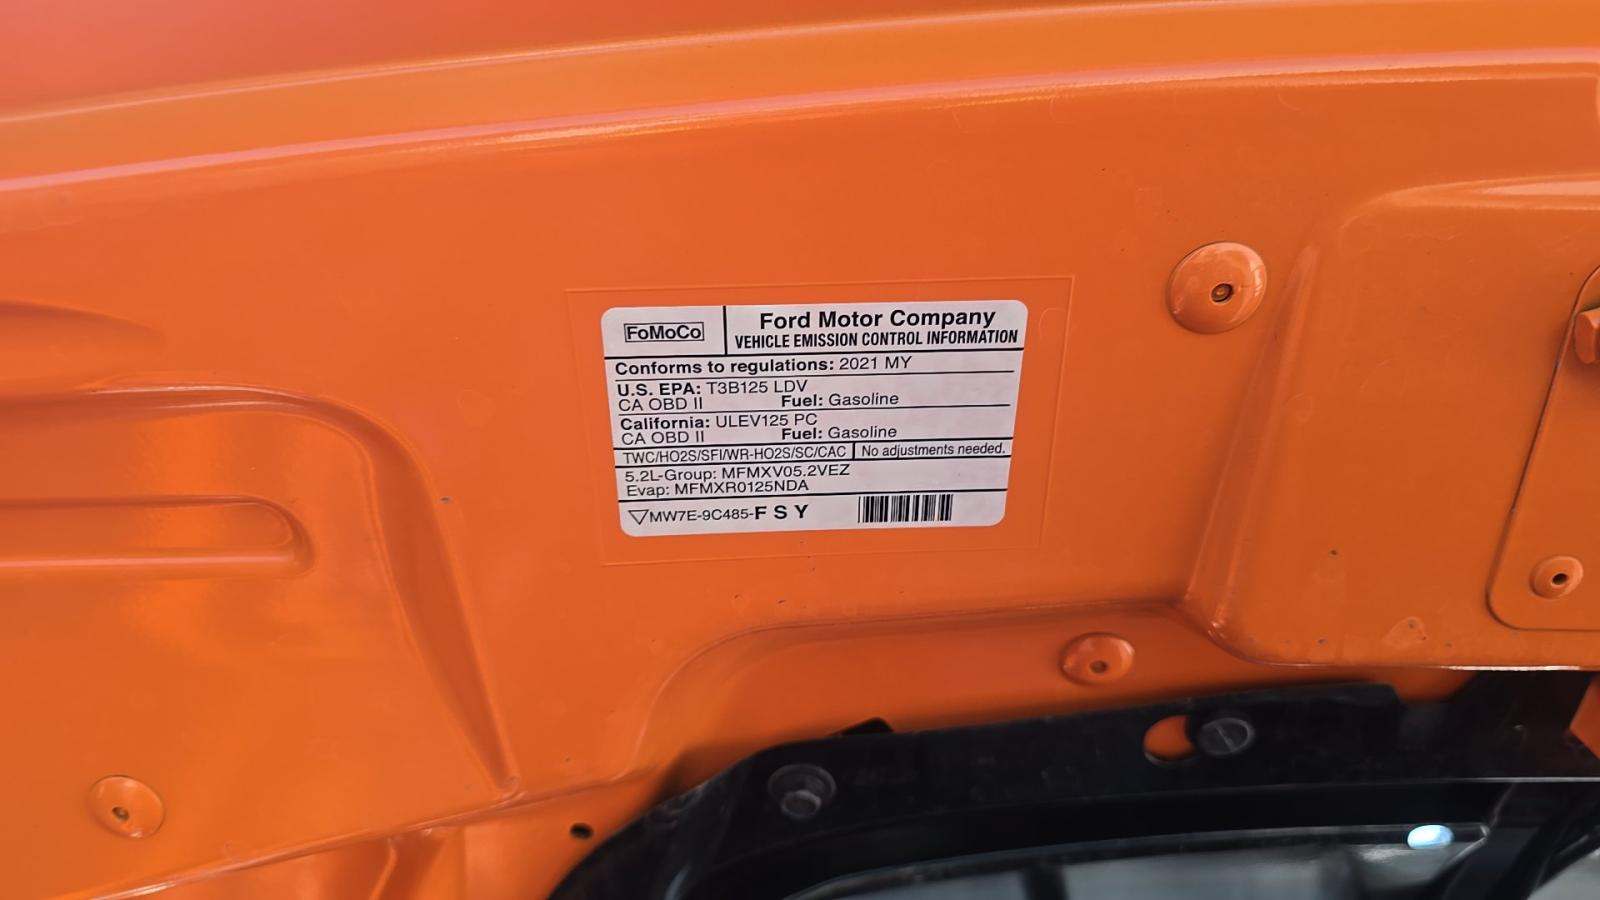 FoMoCo
Ford Motor Company
VEHICLE EMISSION CONTROL INFORMATION
Conforms to regulations: 2021 MY
U.S. EPA: T3B125 LDV
CA OBD II Fuel: Gasoline
California: ULEV125 PC
CA OBD II Fuel: Gasoline
TWC/HO2S/SFI/WR-HO2S/SC/CAC No adjustments needed.
5.2L-Group: MFMXV05.2VEZ
Evap: MFMXR0125NDA
MW7E-9C485-F S Y